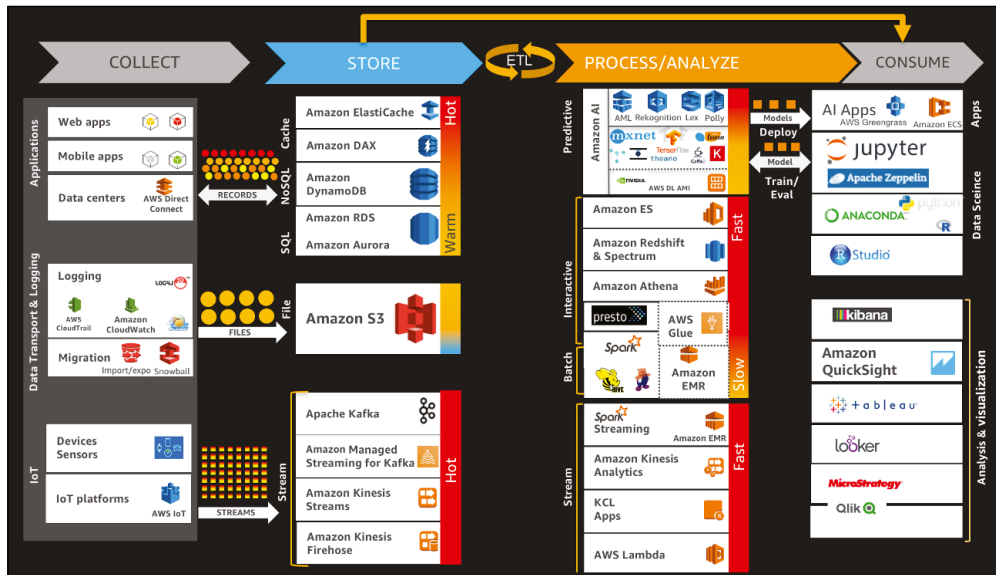 COLLECT
STORE
ETL
PROCESS/ANALYZE
CONSUME
Applications
Web apps
Mobile apps
Data centers
AWS Direct
Connect
RECORDS
Data Transport & Logging
Logging
AWS
CloudTrail
Amazon
CloudWatch
Migration
Import/expo
Snowball
FILES
IoT
Devices
Sensors
IoT platforms
AWS IoT
STREAMS
Cache
NoSQL
SQL
Amazon ElastiCache
Amazon DAX
Amazon
DynamoDB
Amazon RDS
Amazon Aurora
Hot
Warm
File
Amazon S3
Stream
Apache Kafka
Amazon Managed
Streaming for Kafka
Amazon Kinesis
Streams
Amazon Kinesis
Firehose
Hot
Predictive
Amazon AI
AML
Rekognition
Lex
Polly
mxnet
TensorFlow
learn
theano
Caffe
K
NVIDIA
AWS DL AMI
Interactive
Amazon ES
Amazon Redshift
& Spectrum
Amazon Athena
presto
AWS
Glue
Batch
Spark
HIVE
Amazon
EMR
Fast
Slow
Stream
Spark
Streaming
Amazon EMR
Amazon Kinesis
Analytics
KCL
Apps
AWS Lambda
Fast
Models
Deploy
Model
Train/
Eval
Apps
AI Apps
AWS Greengrass
Amazon ECS
Data Sceince
jupyter
Apache Zeppelin
python
ANACONDA
R
R Studio
Analysis & visualization
kibana
Amazon
QuickSight
+ableau
looker
MicroStrategy
Qlik